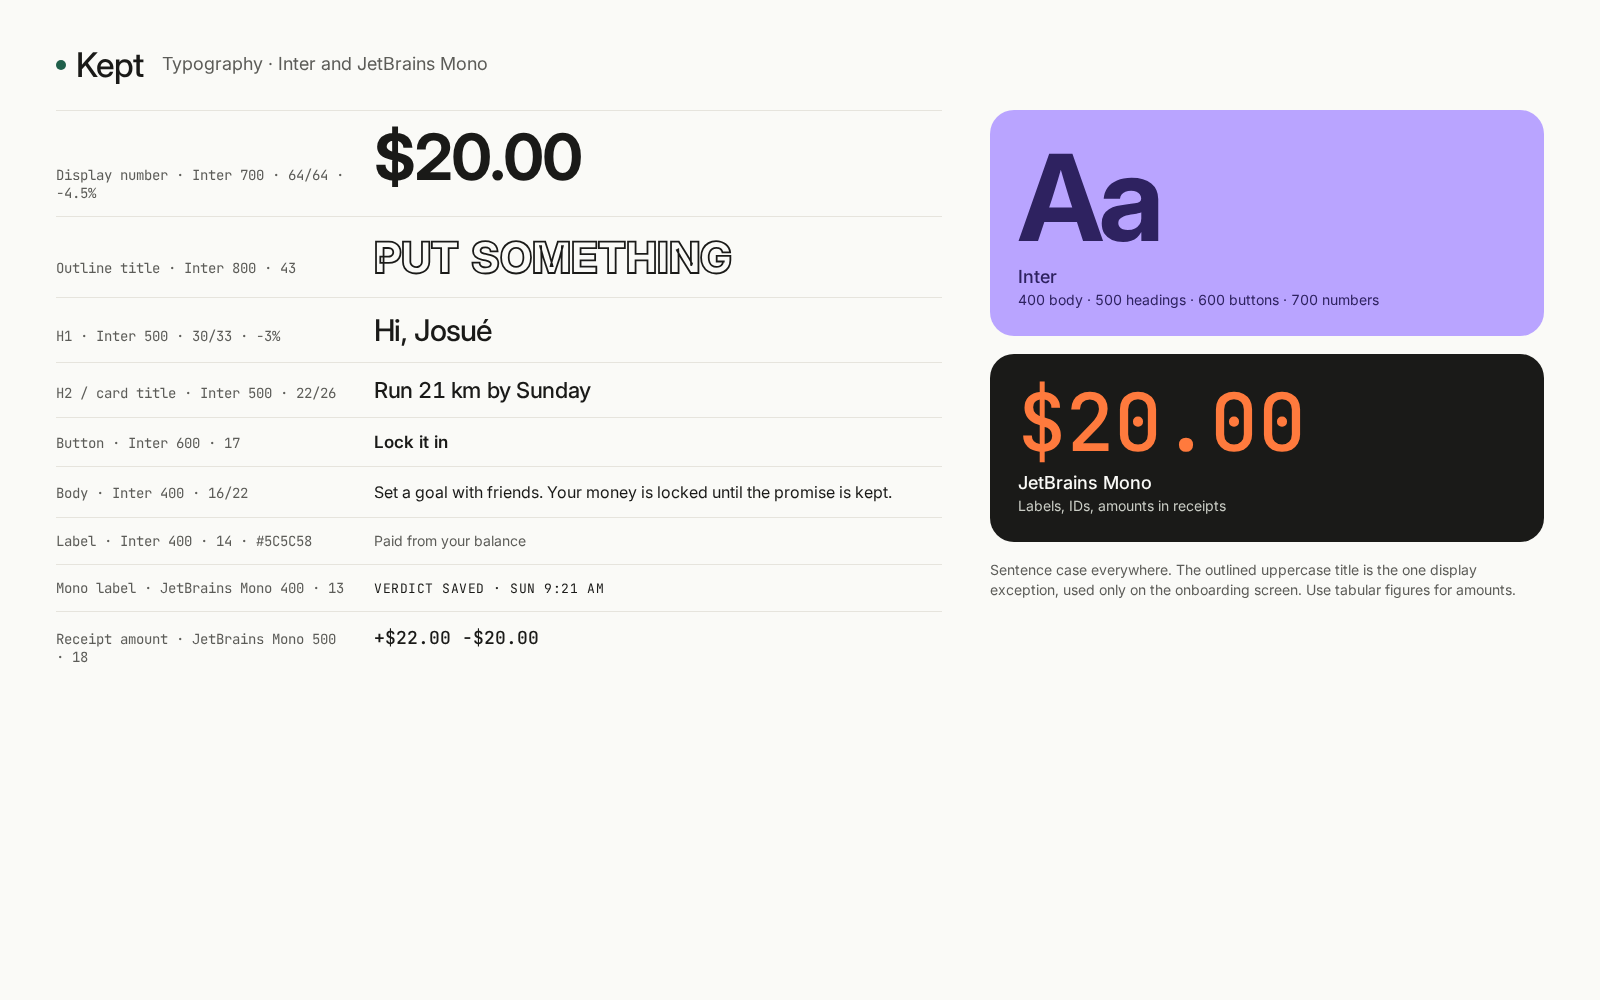 Kept
Typography · Inter and JetBrains Mono
Display number · Inter 700 · 64/64 ·
-4.5%
$20.00
Outline title · Inter 800 · 43
PUT SOMETHING
H1 · Inter 500 · 30/33 · -3%
Hi, Josué
H2 / card title · Inter 500 · 22/26
Run 21 km by Sunday
Button · Inter 600 · 17
Lock it in
Body · Inter 400 · 16/22
Set a goal with friends. Your money is locked until the promise is kept.
Label · Inter 400 · 14 · #5C5C58
Paid from your balance
Mono label · JetBrains Mono 400 · 13
VERDICT SAVED · SUN 9:21 AM
Receipt amount · JetBrains Mono 500
· 18
+$22.00 -$20.00
Aa
Inter
400 body · 500 headings · 600 buttons · 700 numbers
$20.00
JetBrains Mono
Labels, IDs, amounts in receipts
Sentence case everywhere. The outlined uppercase title is the one display
exception, used only on the onboarding screen. Use tabular figures for amounts.